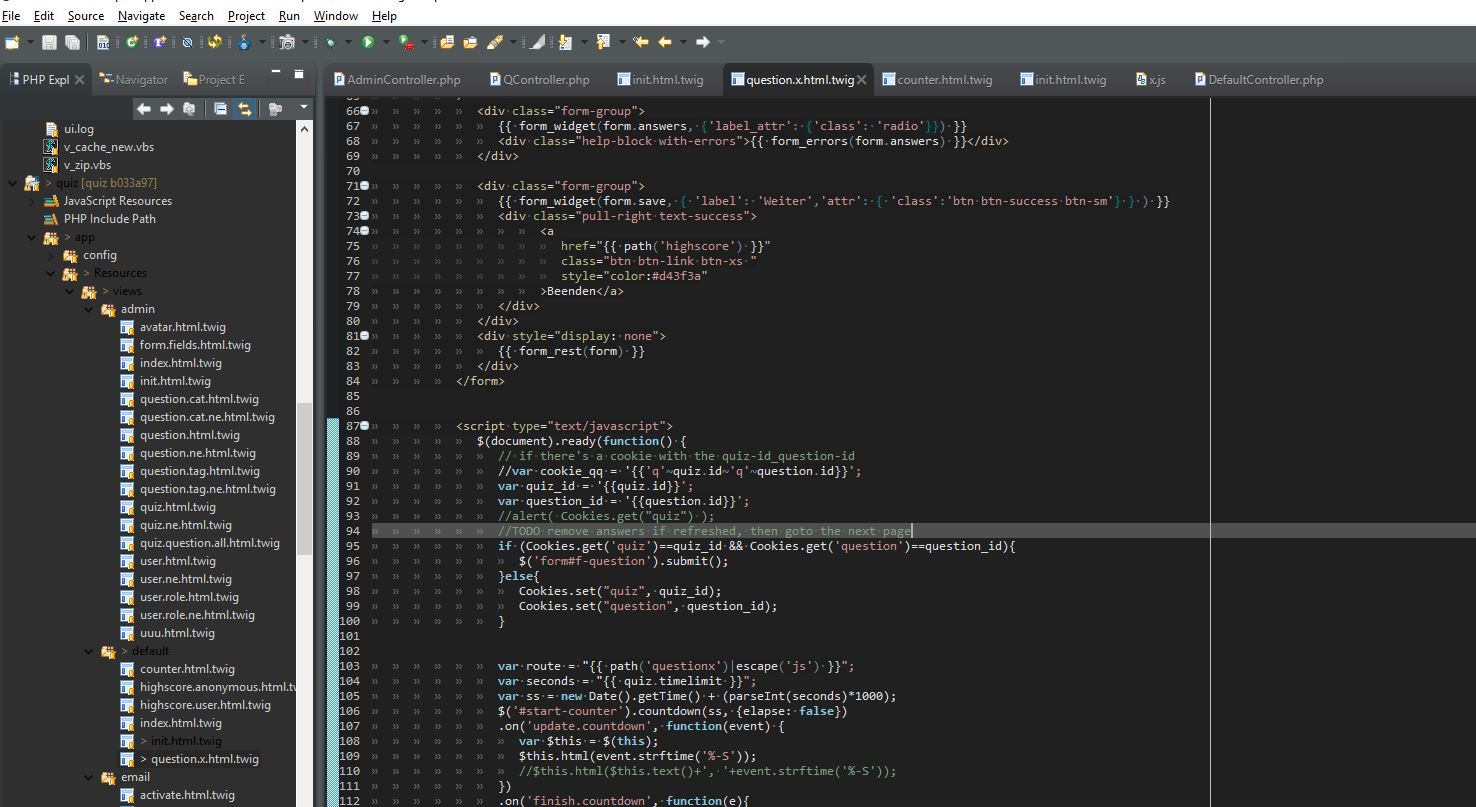 File Edit Source Navigate Search Project Run Window Help
PHP Expl Navigator Project E
AdminController.php QController.php init.html.twig question.x.html.twig counter.html.twig init.html.twig x.js DefaultController.php
ui.log
v_cache_new.vbs
v_zip.vbs
> quiz [quiz b033a97]
JavaScript Resources
PHP Include Path
> app
config
> Resources
> views
admin
avatar.html.twig
form.fields.html.twig
index.html.twig
init.html.twig
question.cat.html.twig
question.cat.ne.html.twig
question.html.twig
question.ne.html.twig
question.tag.html.twig
question.tag.ne.html.twig
quiz.html.twig
quiz.ne.html.twig
quiz.question.all.html.twig
user.html.twig
user.ne.html.twig
user.role.html.twig
user.role.ne.html.twig
uuu.html.twig
> default
counter.html.twig
highscore.anonymous.html.tw
highscore.user.html.twig
index.html.twig
> init.html.twig
> question.x.html.twig
email
activate.html.twig
66 <div class="form-group">
67 {{ form_widget(form.answers, {'label_attr': {'class': 'radio'}}) }}
68 <div class="help-block with-errors">{{ form_errors(form.answers) }}</div>
69 </div>
70
71 <div class="form-group">
72 {{ form_widget(form.save, { 'label': 'Weiter','attr': { 'class':'btn btn-success btn-sm'} } ) }}
73 <div class="pull-right text-success">
74 <a
75 href="{{ path('highscore') }}"
76 class="btn btn-link btn-xs "
77 style="color:#d43f3a"
78 >Beenden</a>
79 </div>
80 </div>
81 <div style="display: none">
82 {{ form_rest(form) }}
83 </div>
84 </form>
85
86
87 <script type="text/javascript">
88 $(document).ready(function() {
89 // if there's a cookie with the quiz-id_question-id
90 //var cookie_qq = '{{'q'~quiz.id~'q'~question.id}}';
91 var quiz_id = '{{quiz.id}}';
92 var question_id = '{{question.id}}';
93 //alert( Cookies.get("quiz") );
94 //TODO remove answers if refreshed, then goto the next page
95 if (Cookies.get('quiz')==quiz_id && Cookies.get('question')==question_id){
96 $('form#f-question').submit();
97 }else{
98 Cookies.set("quiz", quiz_id);
99 Cookies.set("question", question_id);
100 }
101
102
103 var route = "{{ path('questionx')|escape('js') }}";
104 var seconds = "{{ quiz.timelimit }}";
105 var ss = new Date().getTime() + (parseInt(seconds)*1000);
106 $('#start-counter').countdown(ss, {elapse: false})
107 .on('update.countdown', function(event) {
108 var $this = $(this);
109 $this.html(event.strftime('%-S'));
110 //$this.html($this.text()+', '+event.strftime('%-S'));
111 })
112 .on('finish.countdown', function(e){